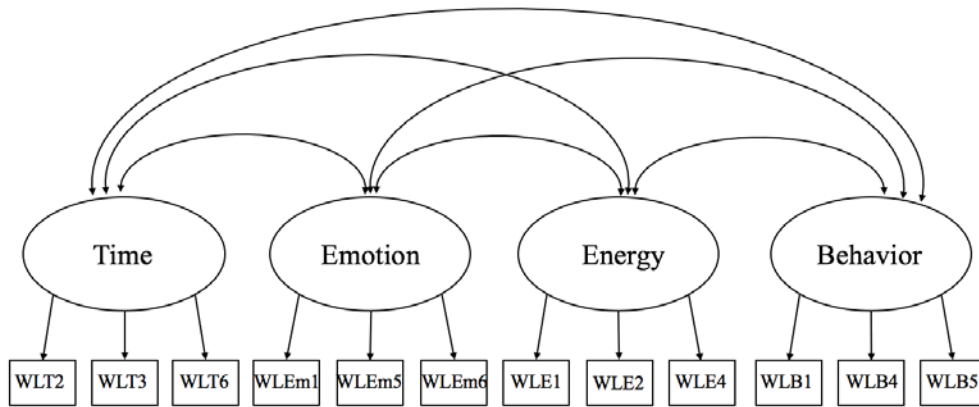 Time Emotion Energy Behavior
WLT2 WLT3 WLT6 WLEm1 WLEm5 WLEm6 WLE1 WLE2 WLE4 WLB1 WLB4 WLB5